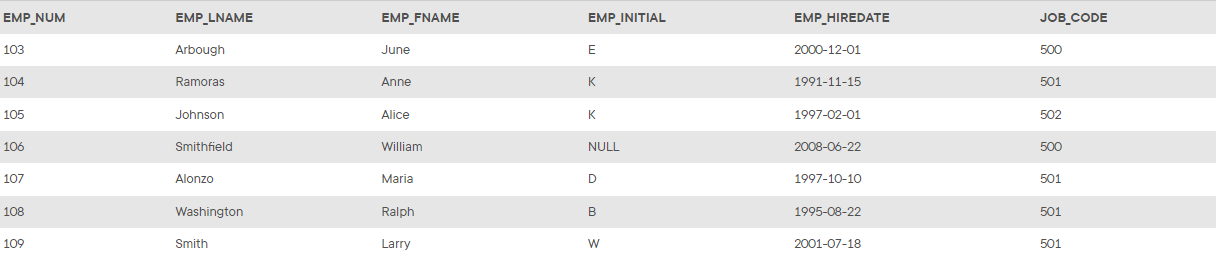 EMP_NUM EMP_LNAME EMP_FNAME EMP_INITIAL EMP_HIREDATE JOB_CODE
103 Arbough June E 2000-12-01 500
104 Ramoras Anne K 1991-11-15 501
105 Johnson Alice K 1997-02-01 502
106 Smithfield William NULL 2008-06-22 500
107 Alonzo Maria D 1997-10-10 501
108 Washington Ralph B 1995-08-22 501
109 Smith Larry W 2001-07-18 501